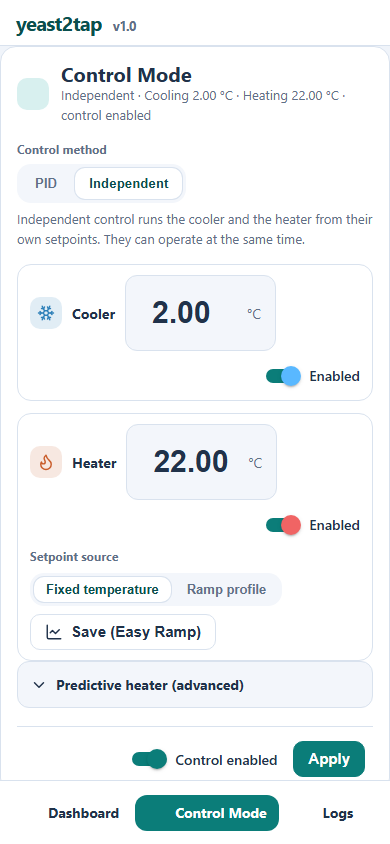 yeast2tap v1.0
Control Mode
Independent · Cooling 2.00 °C · Heating 22.00 °C ·
control enabled
Control method
PID Independent
Independent control runs the cooler and the heater from their
own setpoints. They can operate at the same time.
Cooler 2.00 °C
Enabled
Heater 22.00 °C
Enabled
Setpoint source
Fixed temperature Ramp profile
Save (Easy Ramp)
Predictive heater (advanced)
Control enabled Apply
Dashboard Control Mode Logs